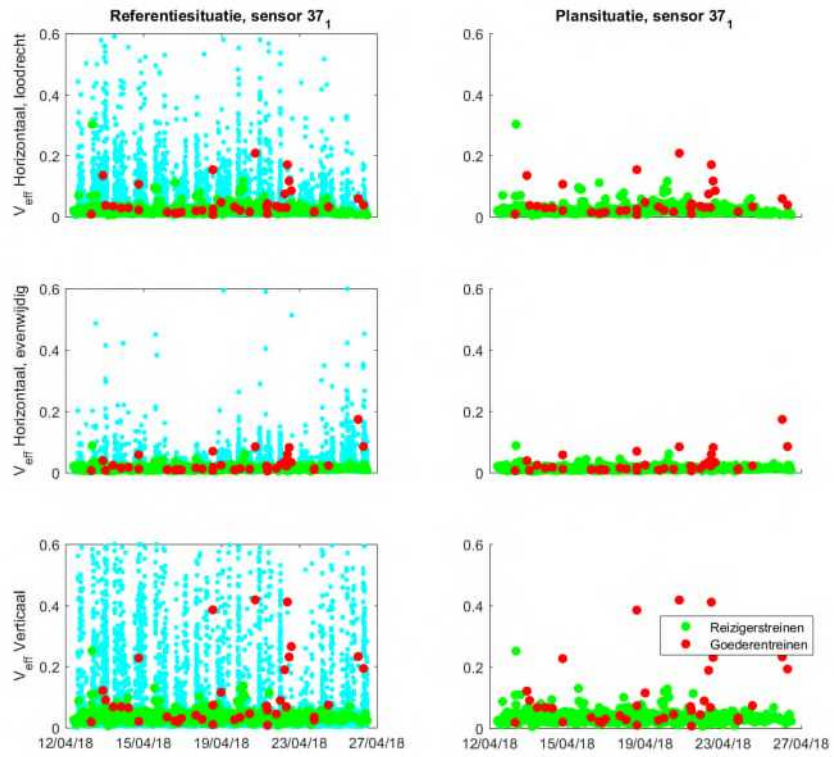 Referentiesituatie, sensor 37₁
Plansituatie, sensor 37₁
V_eff Horizontaal, loodrecht
0.6
0.4
0.2
0
0.6
0.4
0.2
0
V_eff Horizontaal, evenwijdig
0.6
0.4
0.2
0
0.6
0.4
0.2
0
V_eff Verticaal
0.6
0.4
0.2
0
12/04/18 15/04/18 19/04/18 23/04/18 27/04/18
0.6
0.4
0.2
0
12/04/18 15/04/18 19/04/18 23/04/18 27/04/18
Reizigerstreinen
Goederentreinen